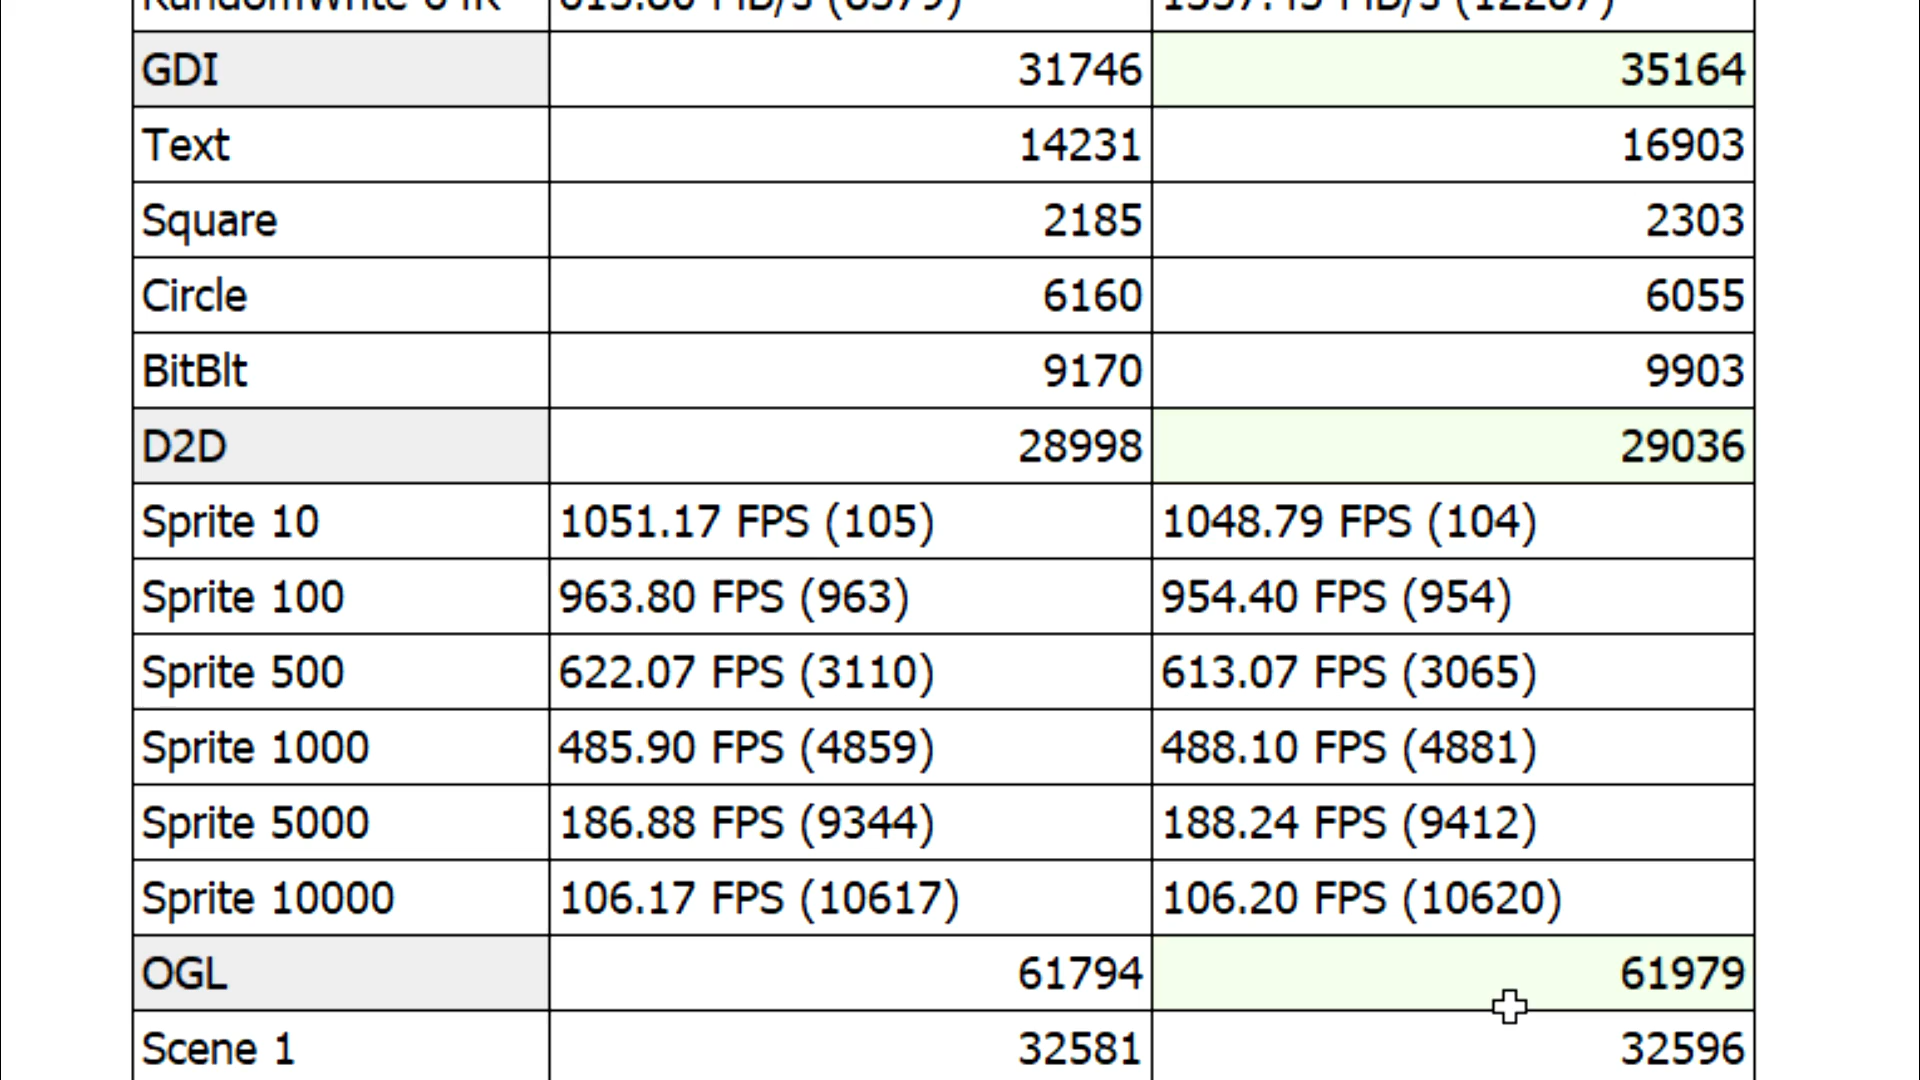 GDI 31746 35164
Text 14231 16903
Square 2185 2303
Circle 6160 6055
BitBlt 9170 9903
D2D 28998 29036
Sprite 10 1051.17 FPS (105) 1048.79 FPS (104)
Sprite 100 963.80 FPS (963) 954.40 FPS (954)
Sprite 500 622.07 FPS (3110) 613.07 FPS (3065)
Sprite 1000 485.90 FPS (4859) 488.10 FPS (4881)
Sprite 5000 186.88 FPS (9344) 188.24 FPS (9412)
Sprite 10000 106.17 FPS (10617) 106.20 FPS (10620)
OGL 61794 61979
Scene 1 32581 32596